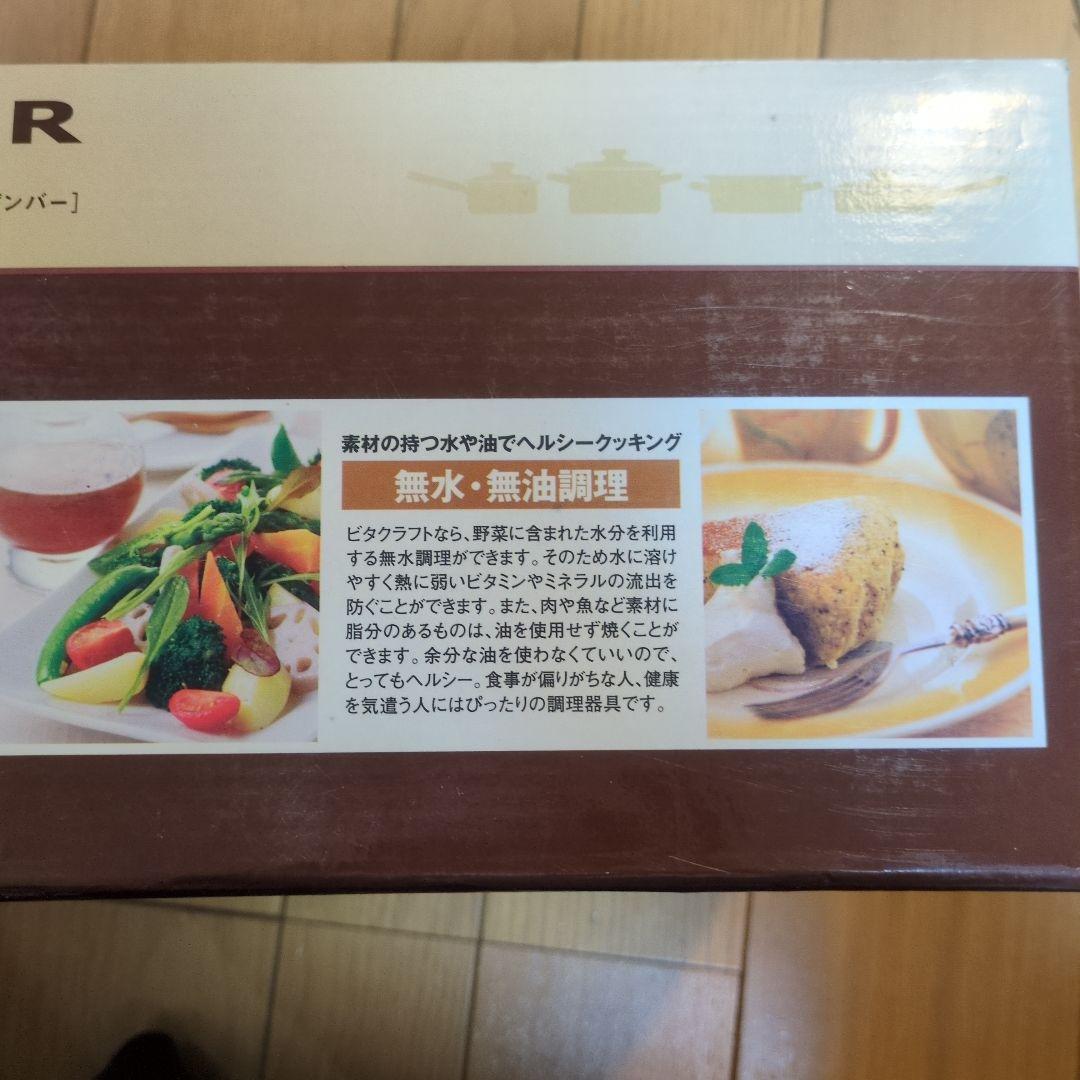 R
ンバー]
素材の持つ水や油でヘルシークッキング
無水・無油調理
ビタクラフトなら、野菜に含まれた水分を利用
する無水調理ができます。そのため水に溶け
やすく熱に弱いビタミンやミネラルの流出を
防ぐことができます。また、肉や魚など素材に
脂分のあるものは、油を使用せず焼くことが
できます。余分な油を使わなくていいので、
とってもヘルシー。食事が偏りがちな人、健康
を気遣う人にはぴったりの調理器具です。